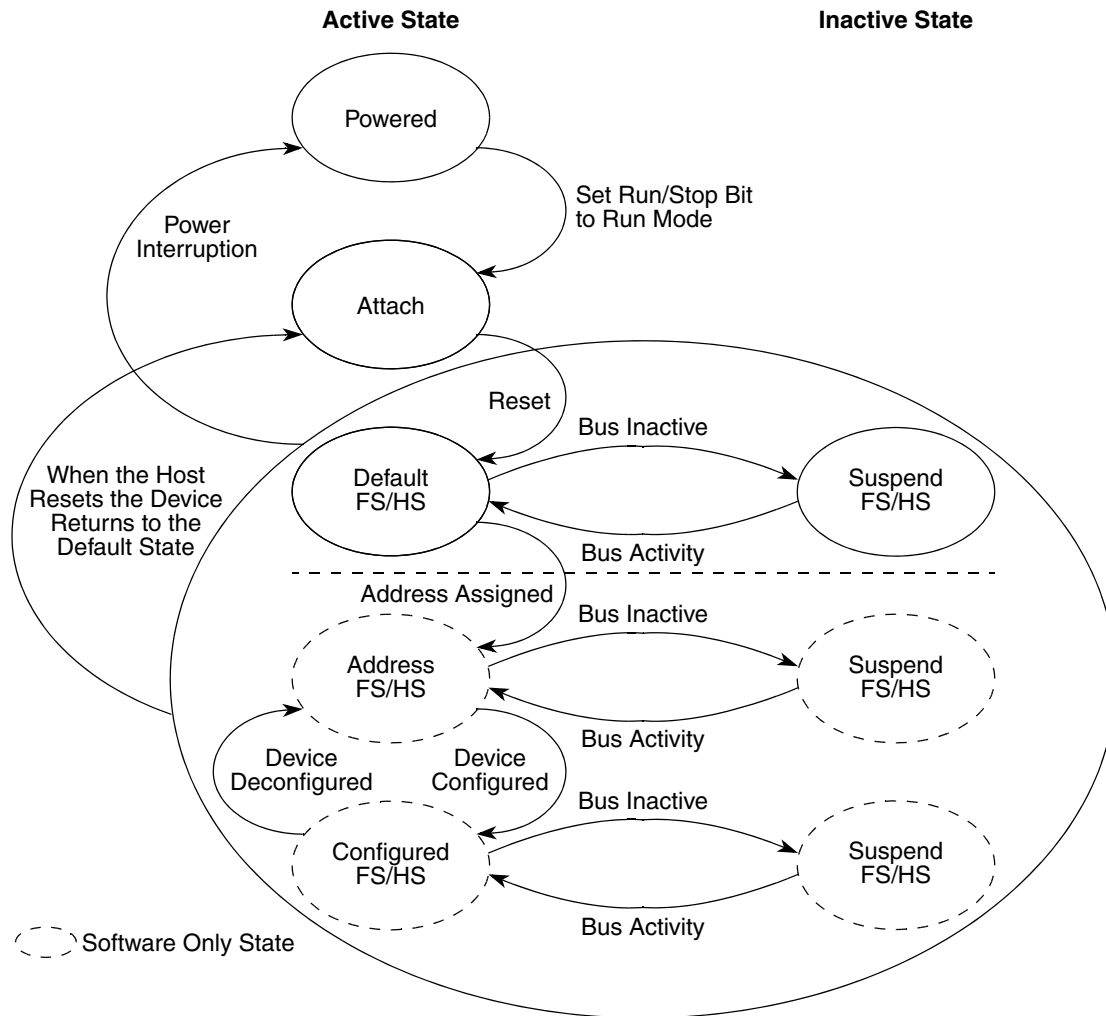 Active State
Inactive State
Powered
Set Run/Stop Bit
to Run Mode
Power
Interruption
Attach
Reset
Bus Inactive
When the Host
Resets the Device
Returns to the
Default State
Default
FS/HS
Suspend
FS/HS
Bus Activity
Address Assigned
Bus Inactive
Address
FS/HS
Suspend
FS/HS
Bus Activity
Device
Deconfigured
Device
Configured
Bus Inactive
Configured
FS/HS
Suspend
FS/HS
Bus Activity
Software Only State